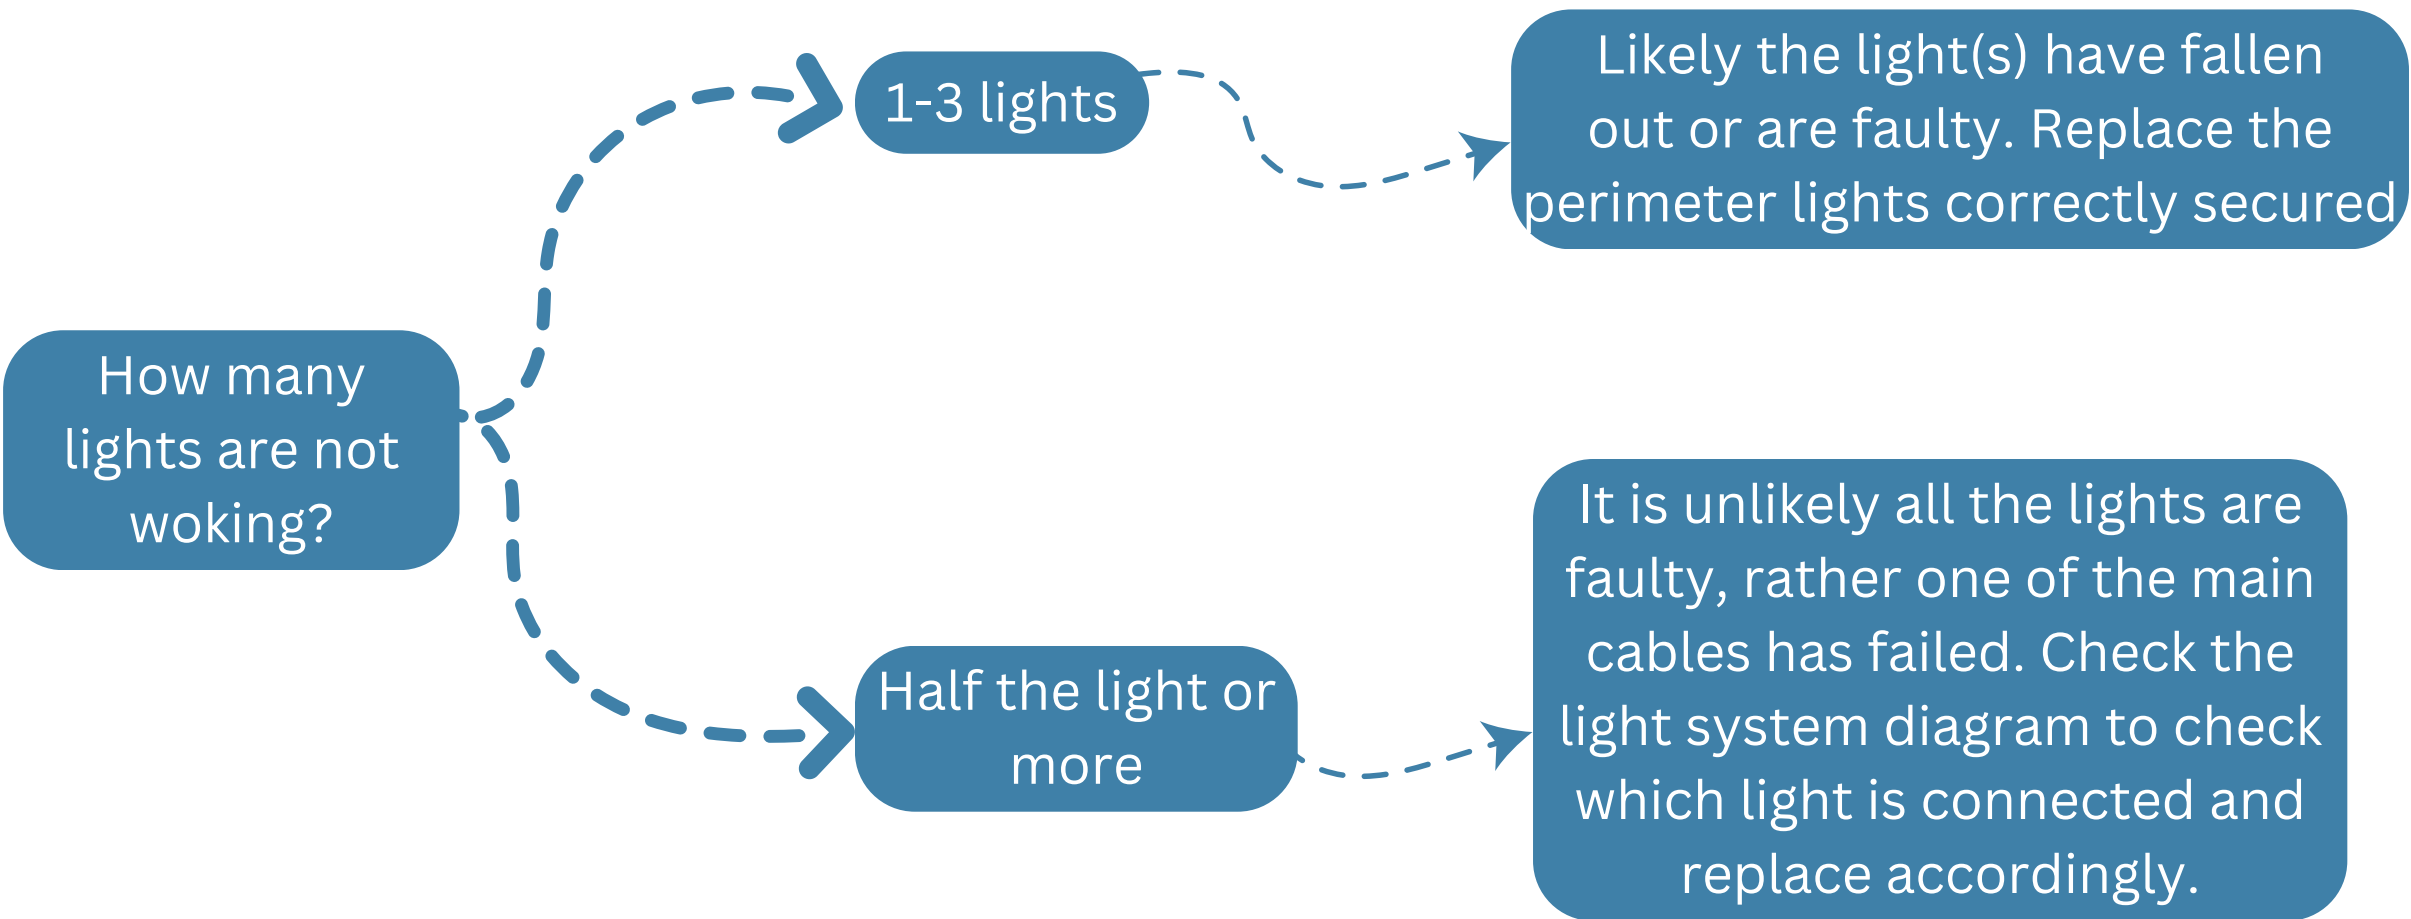 How many
lights are not
woking?
1-3 lights
Likely the light(s) have fallen
out or are faulty. Replace the
perimeter lights correctly secured
Half the light or
more
It is unlikely all the lights are
faulty, rather one of the main
cables has failed. Check the
light system diagram to check
which light is connected and
replace accordingly.